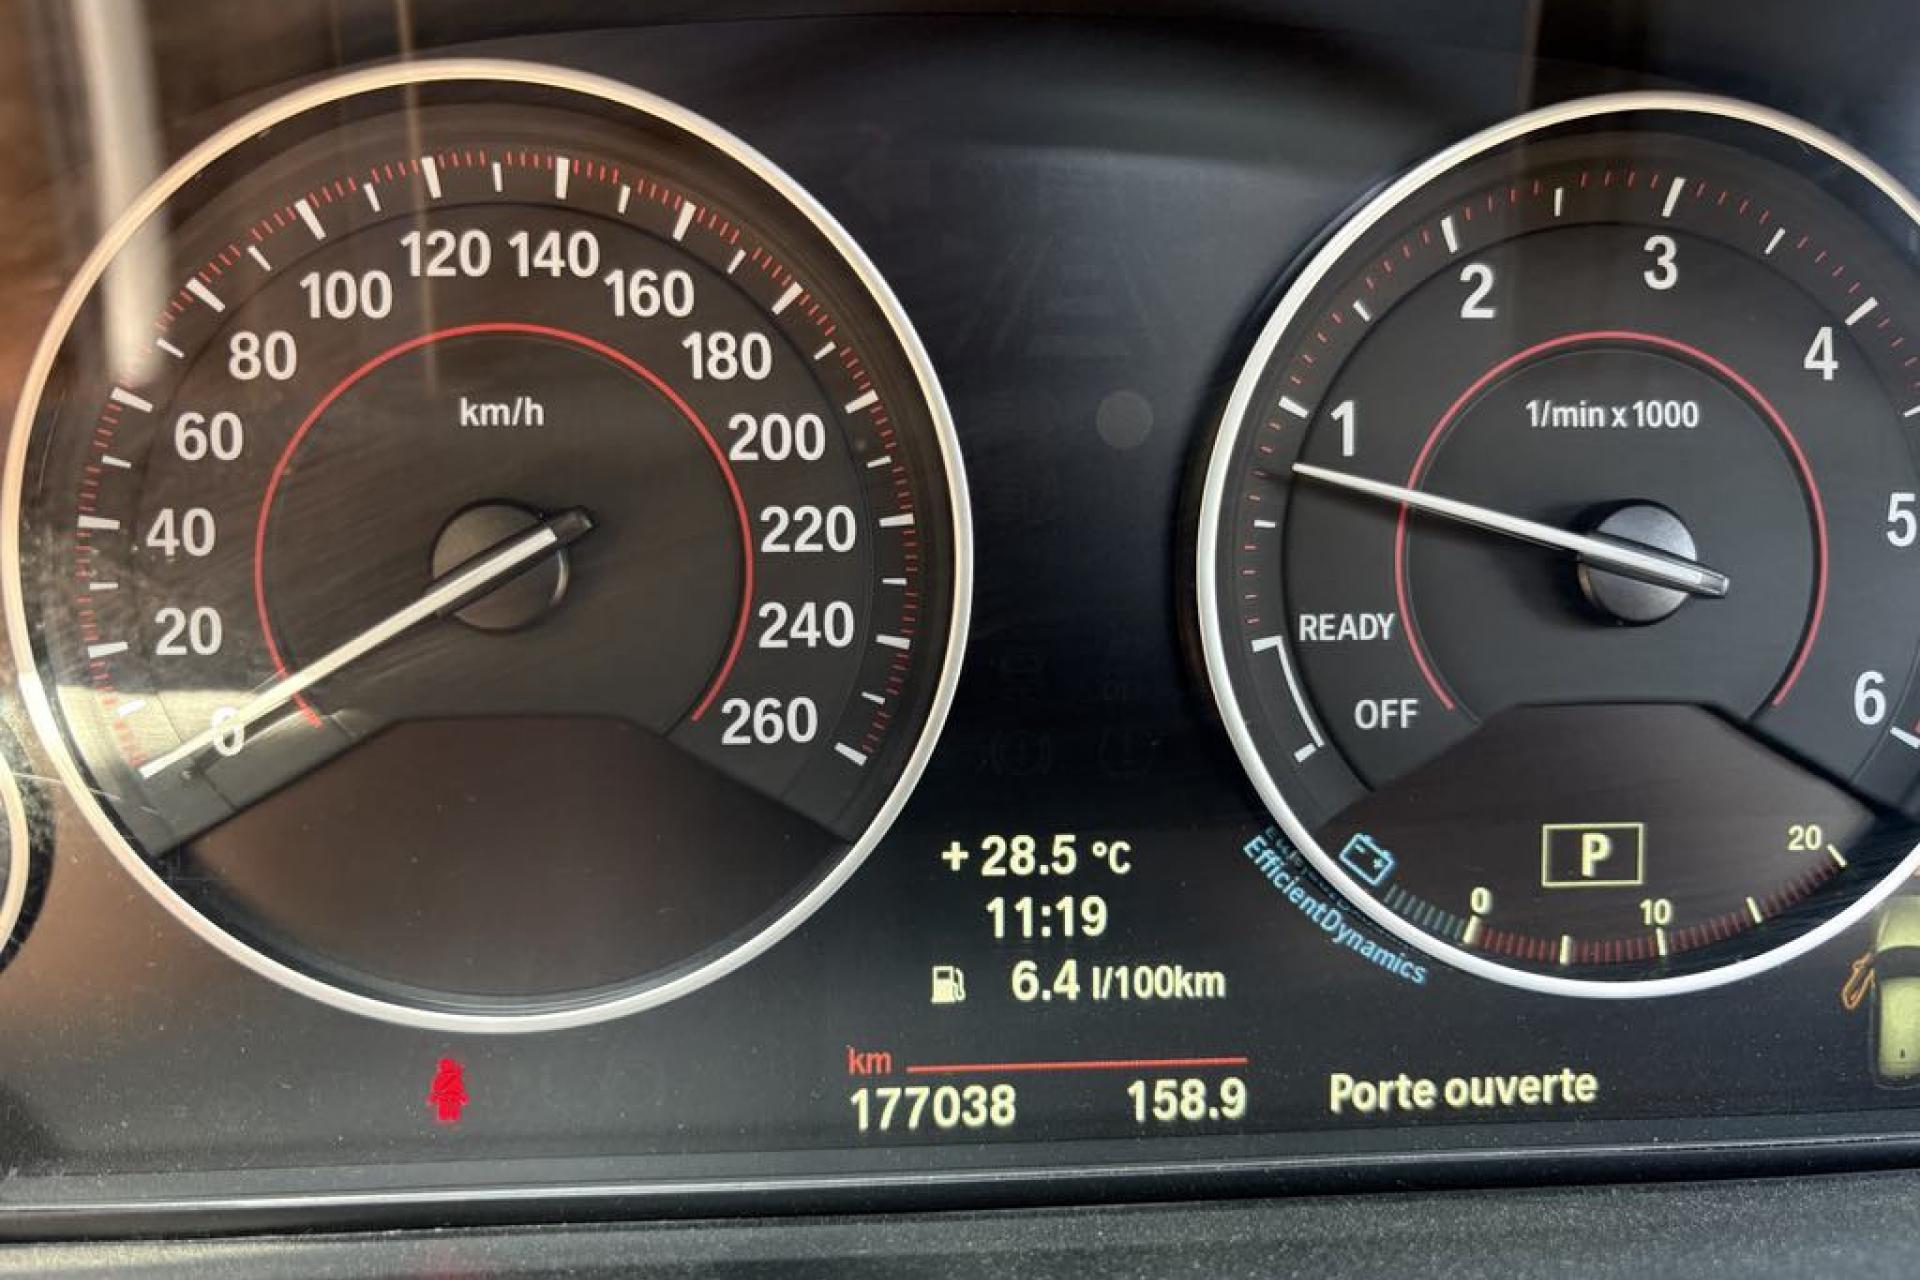 0
20
40
60
80
100
120
140
160
180
200
220
240
260
km/h
1
2
3
4
5
6
1/min x 1000
READY
OFF
+ 28.5 °C
11:19
6.4 l/100km
km
177038 158.9
Porte ouverte
EfficientDynamics
P
0
10
20